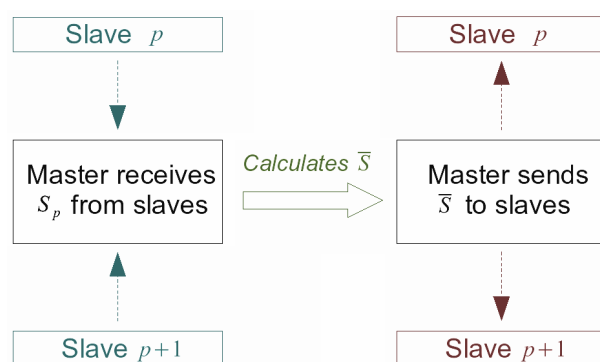 Slave p
Slave p
Calculates S̅
Master receives
S_p from slaves
Master sends
S̅ to slaves
Slave p+1
Slave p+1